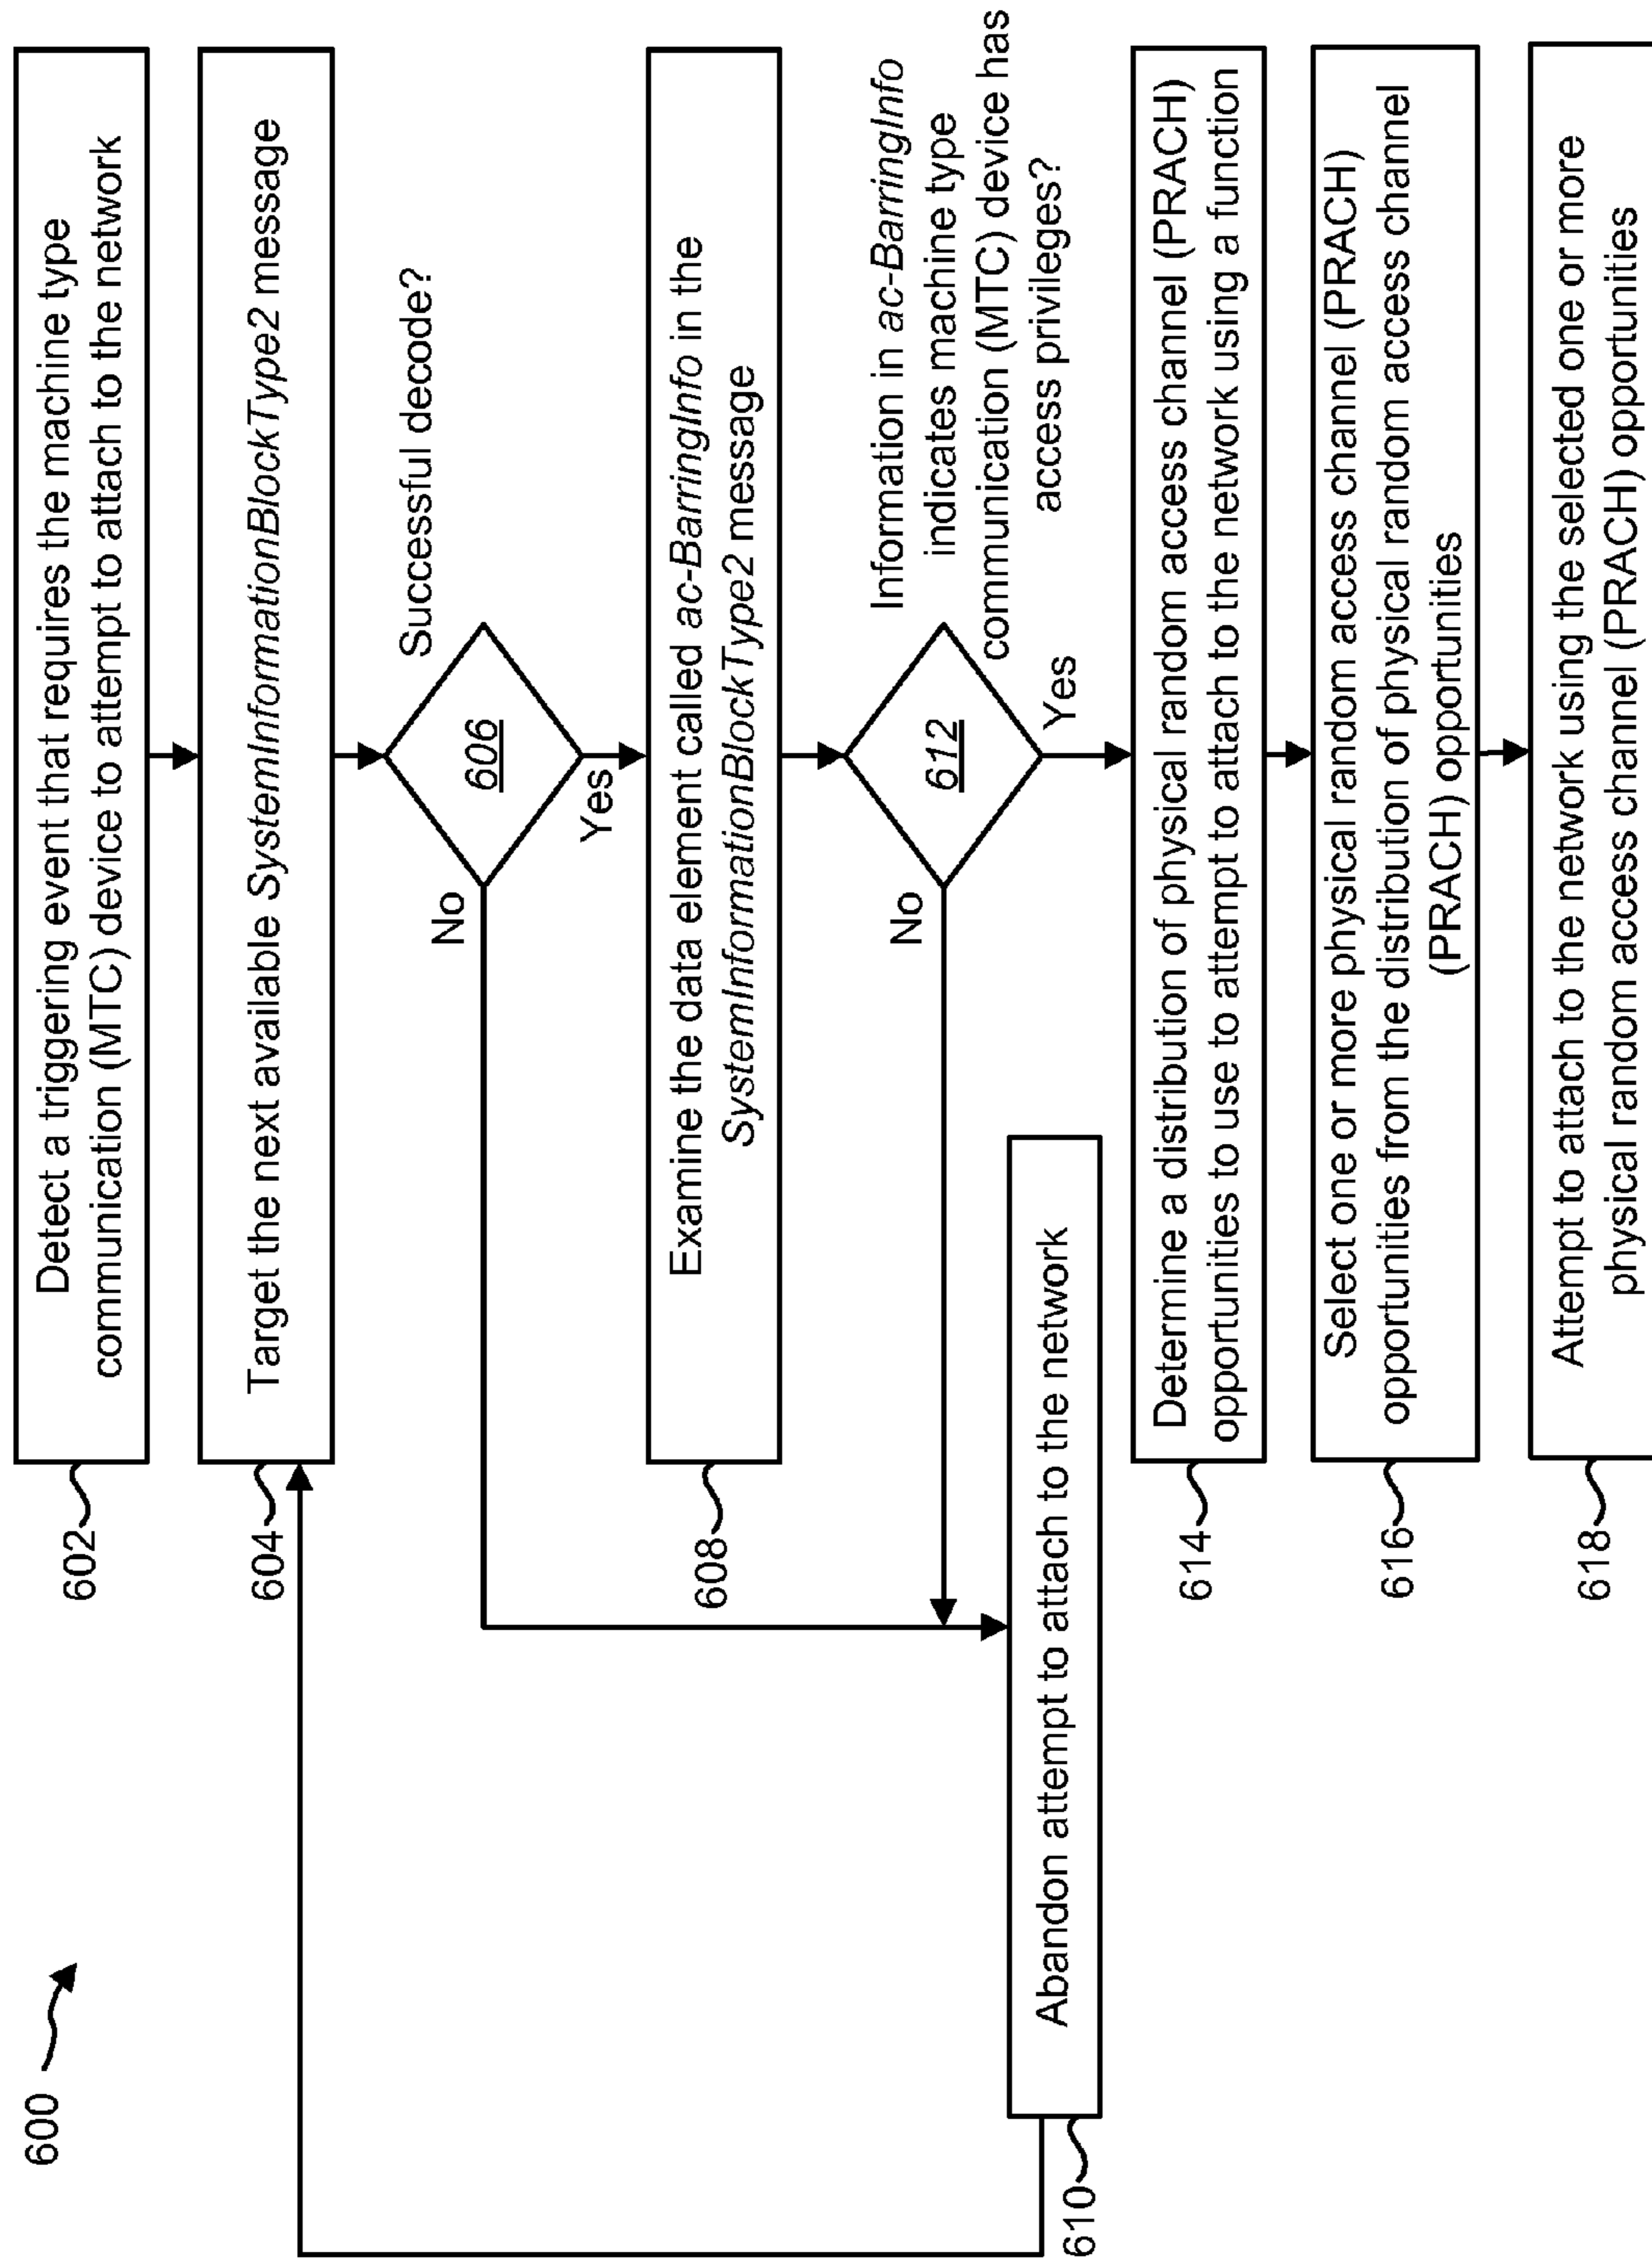 600
602
Detect a triggering event that requires the machine type
communication (MTC) device to attempt to attach to the network
604
Target the next available SystemInformationBlockType2 message
Successful decode?
606
No
Yes
608
Examine the data element called ac-BarringInfo in the
SystemInformationBlockType2 message
Information in ac-BarringInfo
indicates machine type
communication (MTC) device has
access privileges?
612
No
Yes
610
Abandon attempt to attach to the network
614
Determine a distribution of physical random access channel (PRACH)
opportunities to use to attempt to attach to the network using a function
616
Select one or more physical random access channel (PRACH)
opportunities from the distribution of physical random access channel
(PRACH) opportunities
618
Attempt to attach to the network using the selected one or more
physical random access channel (PRACH) opportunities